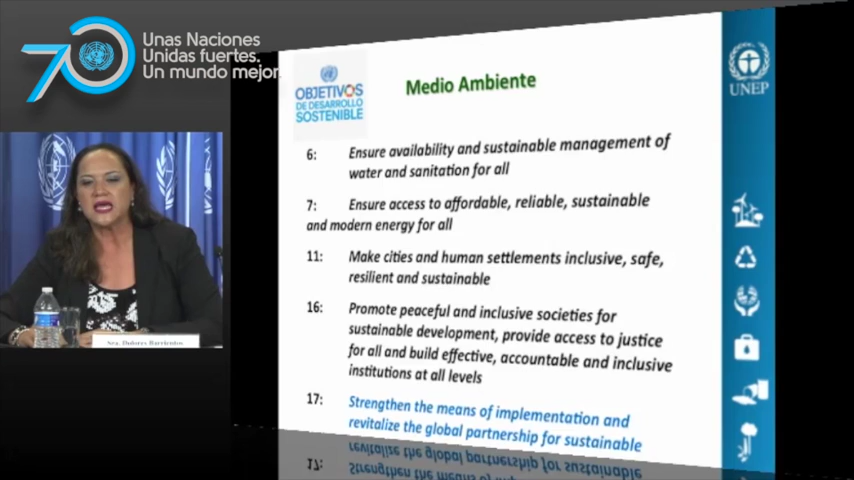 70
Unas Naciones
Unidas fuertes.
Un mundo mejor.
OBJETIVOS
DE DESARROLLO
SOSTENIBLE
Medio Ambiente
UNEP
6: Ensure availability and sustainable management of
water and sanitation for all
7: Ensure access to affordable, reliable, sustainable
and modern energy for all
11: Make cities and human settlements inclusive, safe,
resilient and sustainable
16: Promote peaceful and inclusive societies for
sustainable development, provide access to justice
for all and build effective, accountable and inclusive
institutions at all levels
17: Strengthen the means of implementation and
revitalize the global partnership for sustainable
Sra. Dolores Barrientos